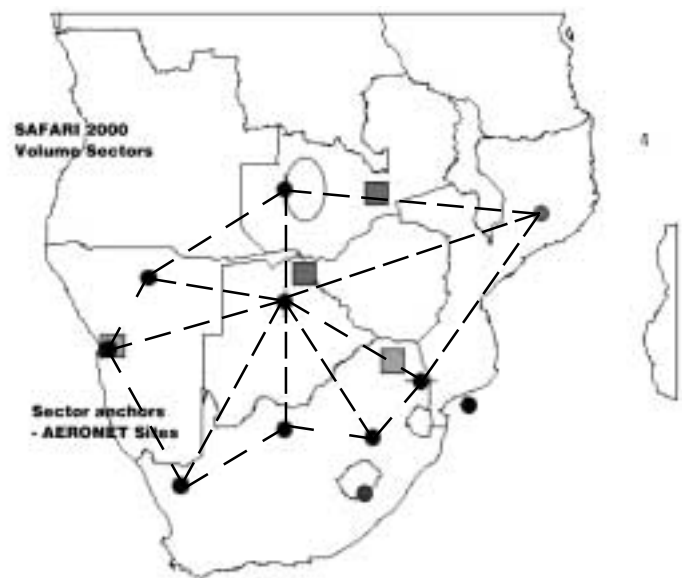 SAFARI 2000
Volume Sectors
Sector anchors
- AERONET Sites